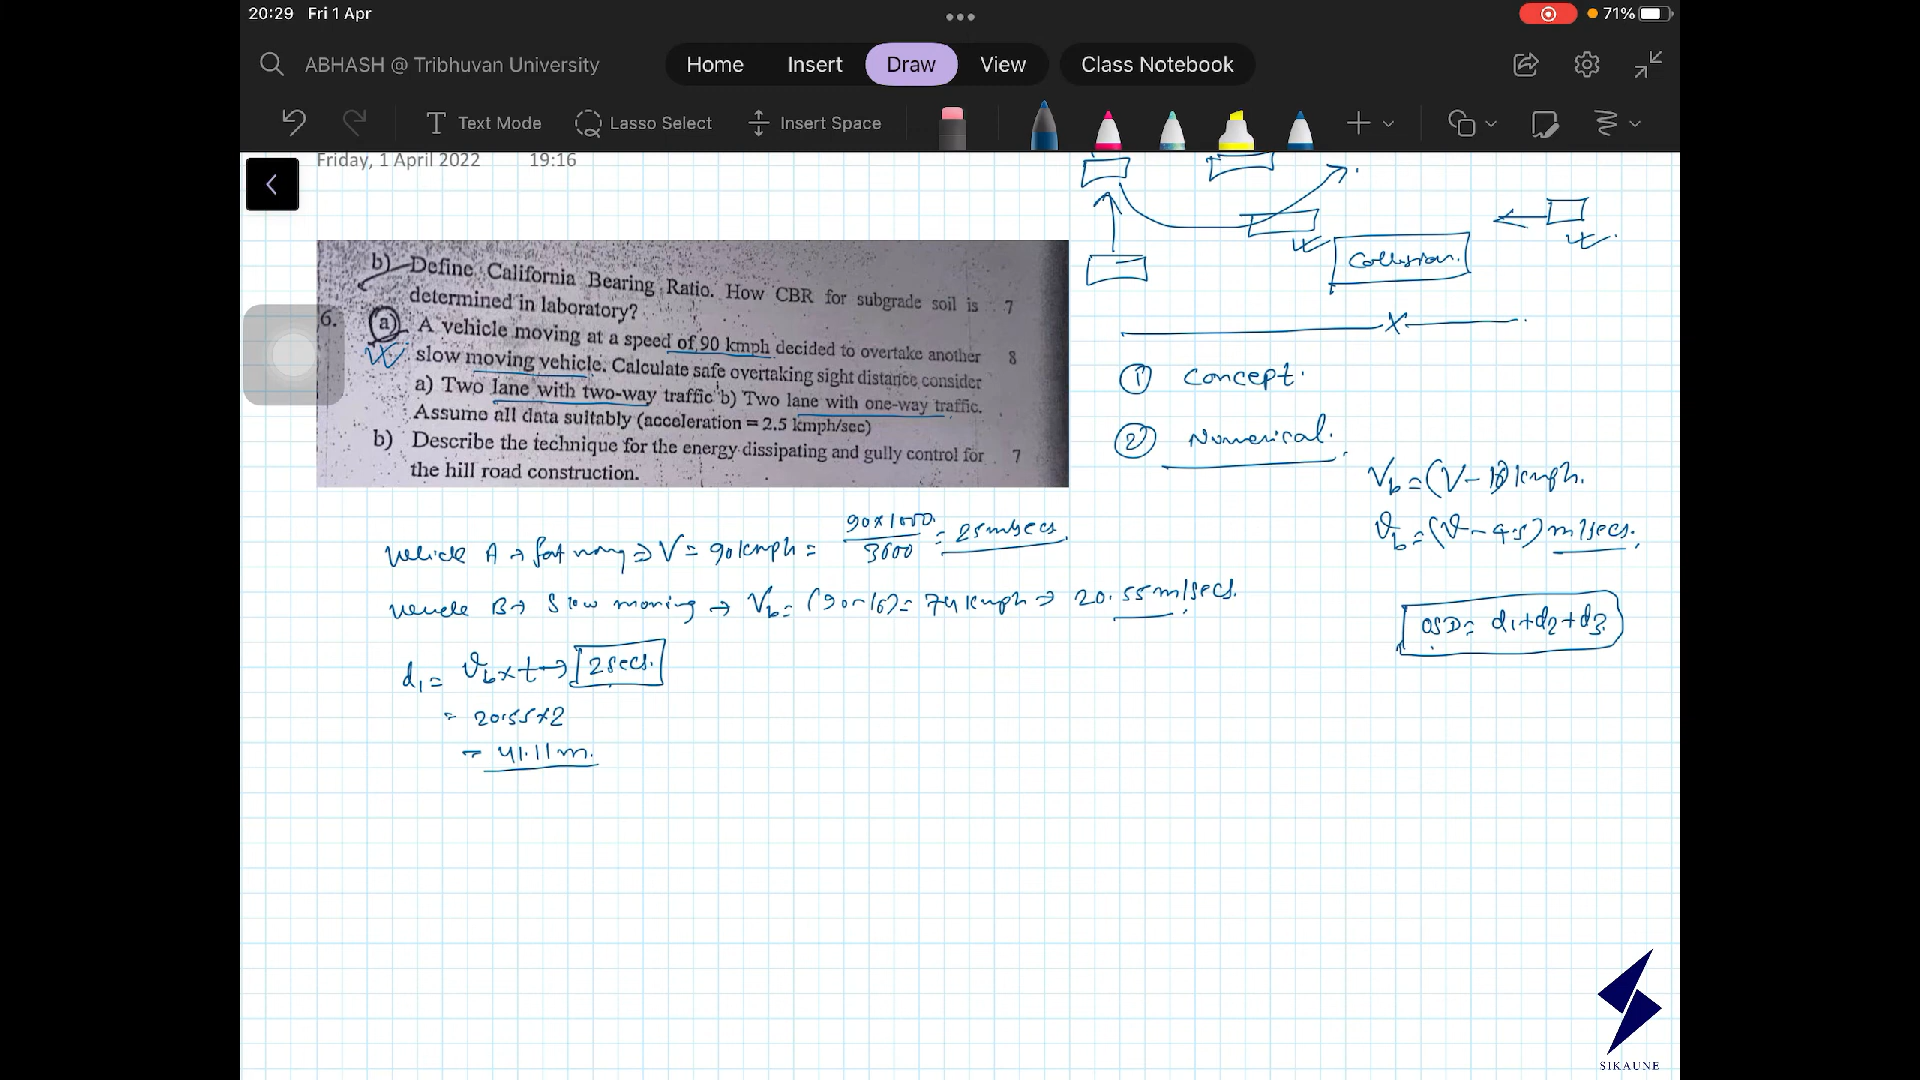 20:29 Fri 1 Apr
71%
ABHASH @ Tribhuvan University
Home Insert Draw View Class Notebook
Text Mode Lasso Select Insert Space
Friday, 1 April 2022 19:16
b) Define California Bearing Ratio. How CBR for subgrade soil is 7
determined in laboratory?
6. a) A vehicle moving at a speed of 90 kmph decided to overtake another 8
slow moving vehicle. Calculate safe overtaking sight distance consider
a) Two lane with two-way traffic b) Two lane with one-way traffic.
Assume all data suitably (acceleration = 2.5 kmph/sec)
b) Describe the technique for the energy dissipating and gully control for 7
the hill road construction.
Collision.
① Concept.
② Numerical.
Vb = (V-16) kmph.
vb = (v-4.5) m/secs.
Vehicle A → fast moving → V = 90 kmph = 90×1000/3600 = 25 m/secs
Vehicle B → Slow moving → Vb = (90-16) = 74 kmph → 20.55 m/secs.
OSD = d1+d2+d3
d1 = vb × t → 2 secs.
= 20.55×2
= 41.11 m.
SIKAUNE